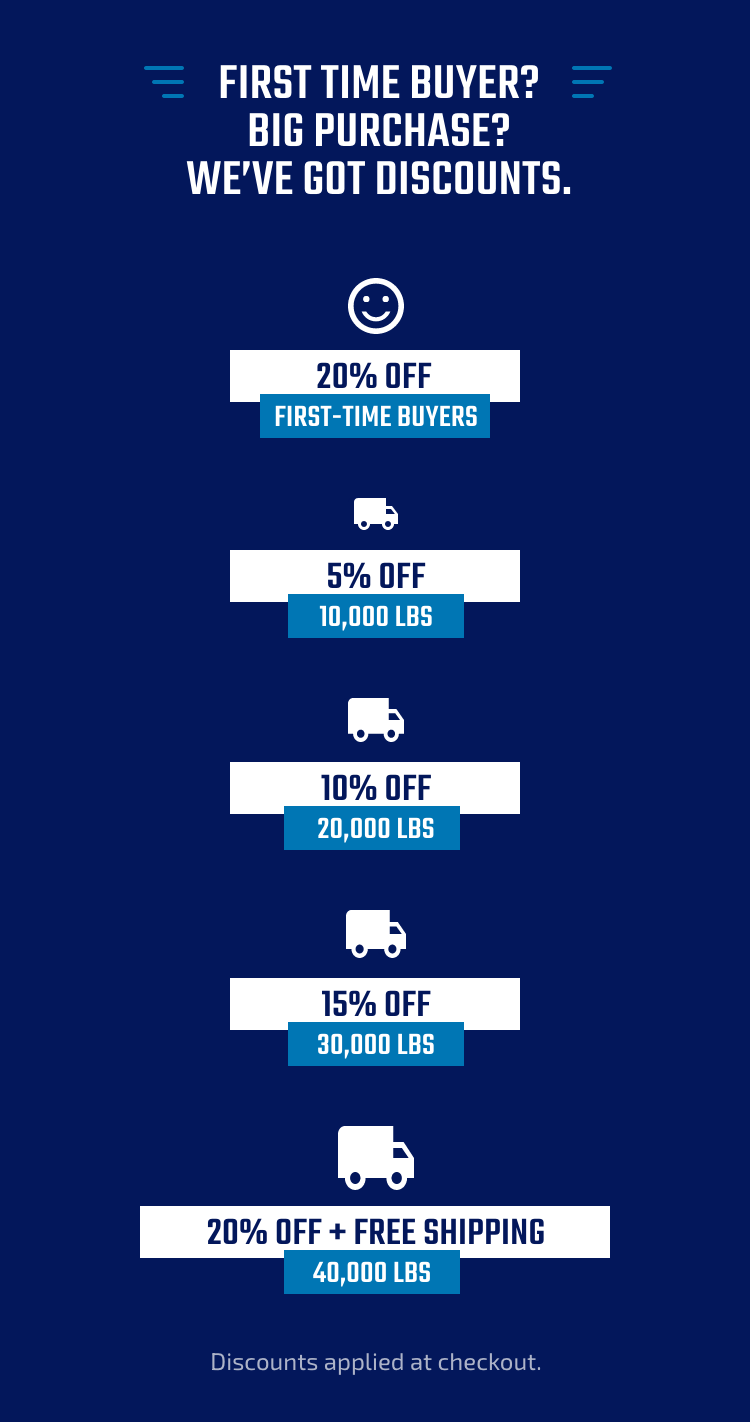 FIRST TIME BUYER?
BIG PURCHASE?
WE'VE GOT DISCOUNTS.
20% OFF
FIRST-TIME BUYERS
5% OFF
10,000 LBS
10% OFF
20,000 LBS
15% OFF
30,000 LBS
20% OFF + FREE SHIPPING
40,000 LBS
Discounts applied at checkout.